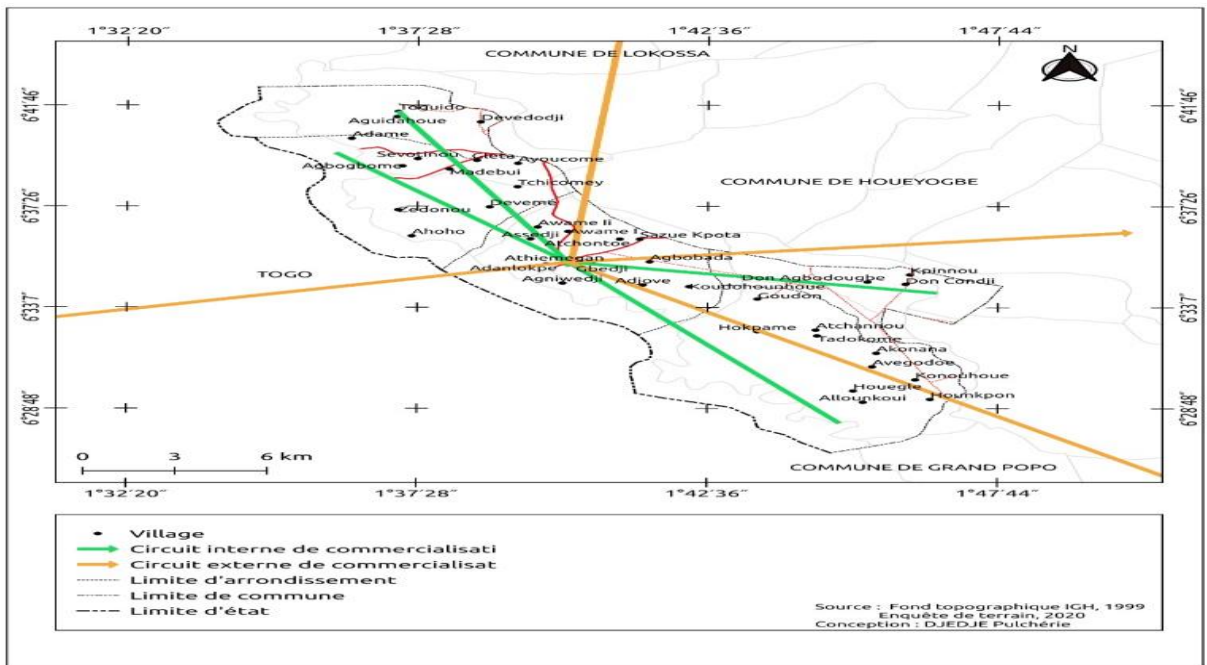 1°32′20″ 1°37′28″ 1°42′36″ 1°47′44″
COMMUNE DE LOKOSSA
N
6°41′46″ 6°41′46″
Toguido
Aguidahoue
Devedodji
Adame
Sevotinou
Cleta
Ayoucome
Agbogbome
Madebui
Tchicomey
COMMUNE DE HOUEYOGBE
6°37′26″ 6°37′26″
Zedonou
Deveme
Awame Ii
Awame I
Ahoho
Assedji
Sazue Kpota
Atchontoe
Athiemegan
Agbobada
Adanlokpe
Gbedji
TOGO
Kpinnou
Don Agbodougbe
Don Condji
Agniwedji
Adjove
Koudohounhoue
Goudon
6°33′7″ 6°33′7″
Hokpame
Atchannou
Tadokome
Akonana
Avegodoe
Konouhoue
Houegle
Hounkpon
Allounkoui
6°28′48″ 6°28′48″
0 3 6 km
COMMUNE DE GRAND POPO
1°32′20″ 1°37′28″ 1°42′36″ 1°47′44″
Village
Circuit interne de commercialisati
Circuit externe de commercialisat
Limite d'arrondissement
Limite de commune
Limite d'état
Source : Fond topographique IGH, 1999
Enquête de terrain, 2020
Conception : DJEDJE Pulchérie